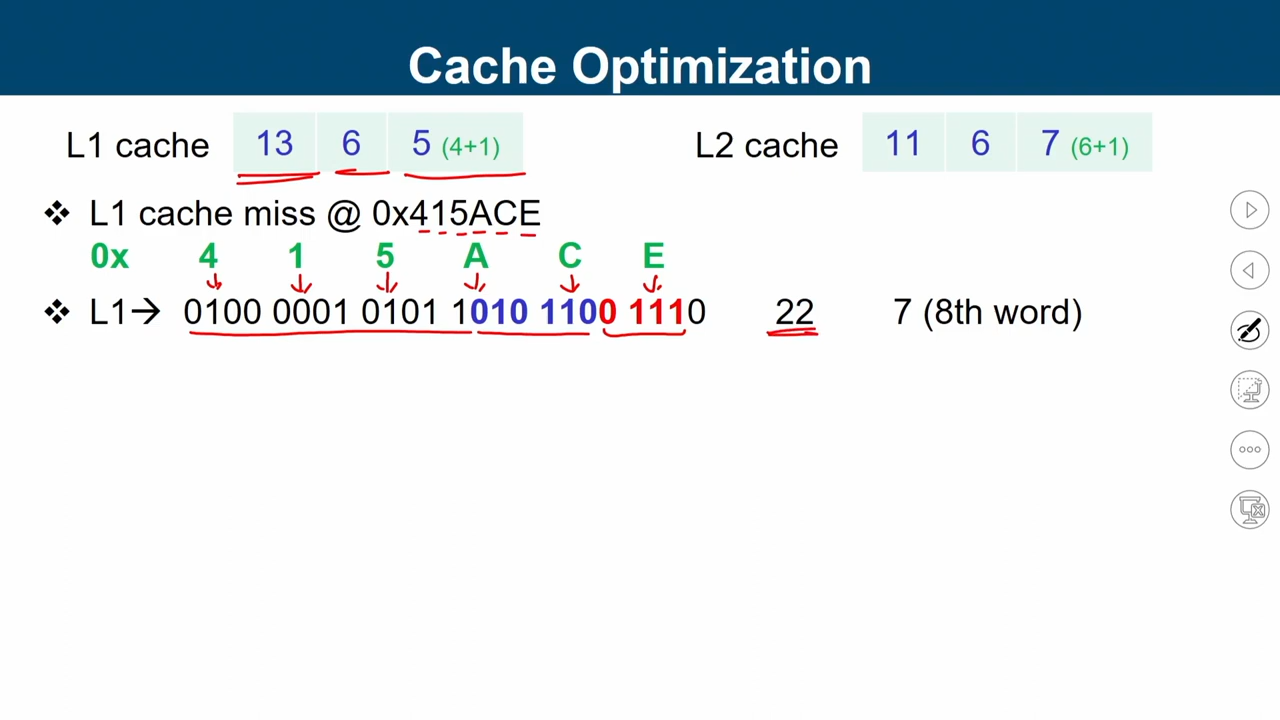 Cache Optimization
L1 cache 13 6 5 (4+1) L2 cache 11 6 7 (6+1)
❖ L1 cache miss @ 0x415ACE
0x 4 1 5 A C E
❖ L1→ 0100 0001 0101 1010 1100 1110 22 7 (8th word)